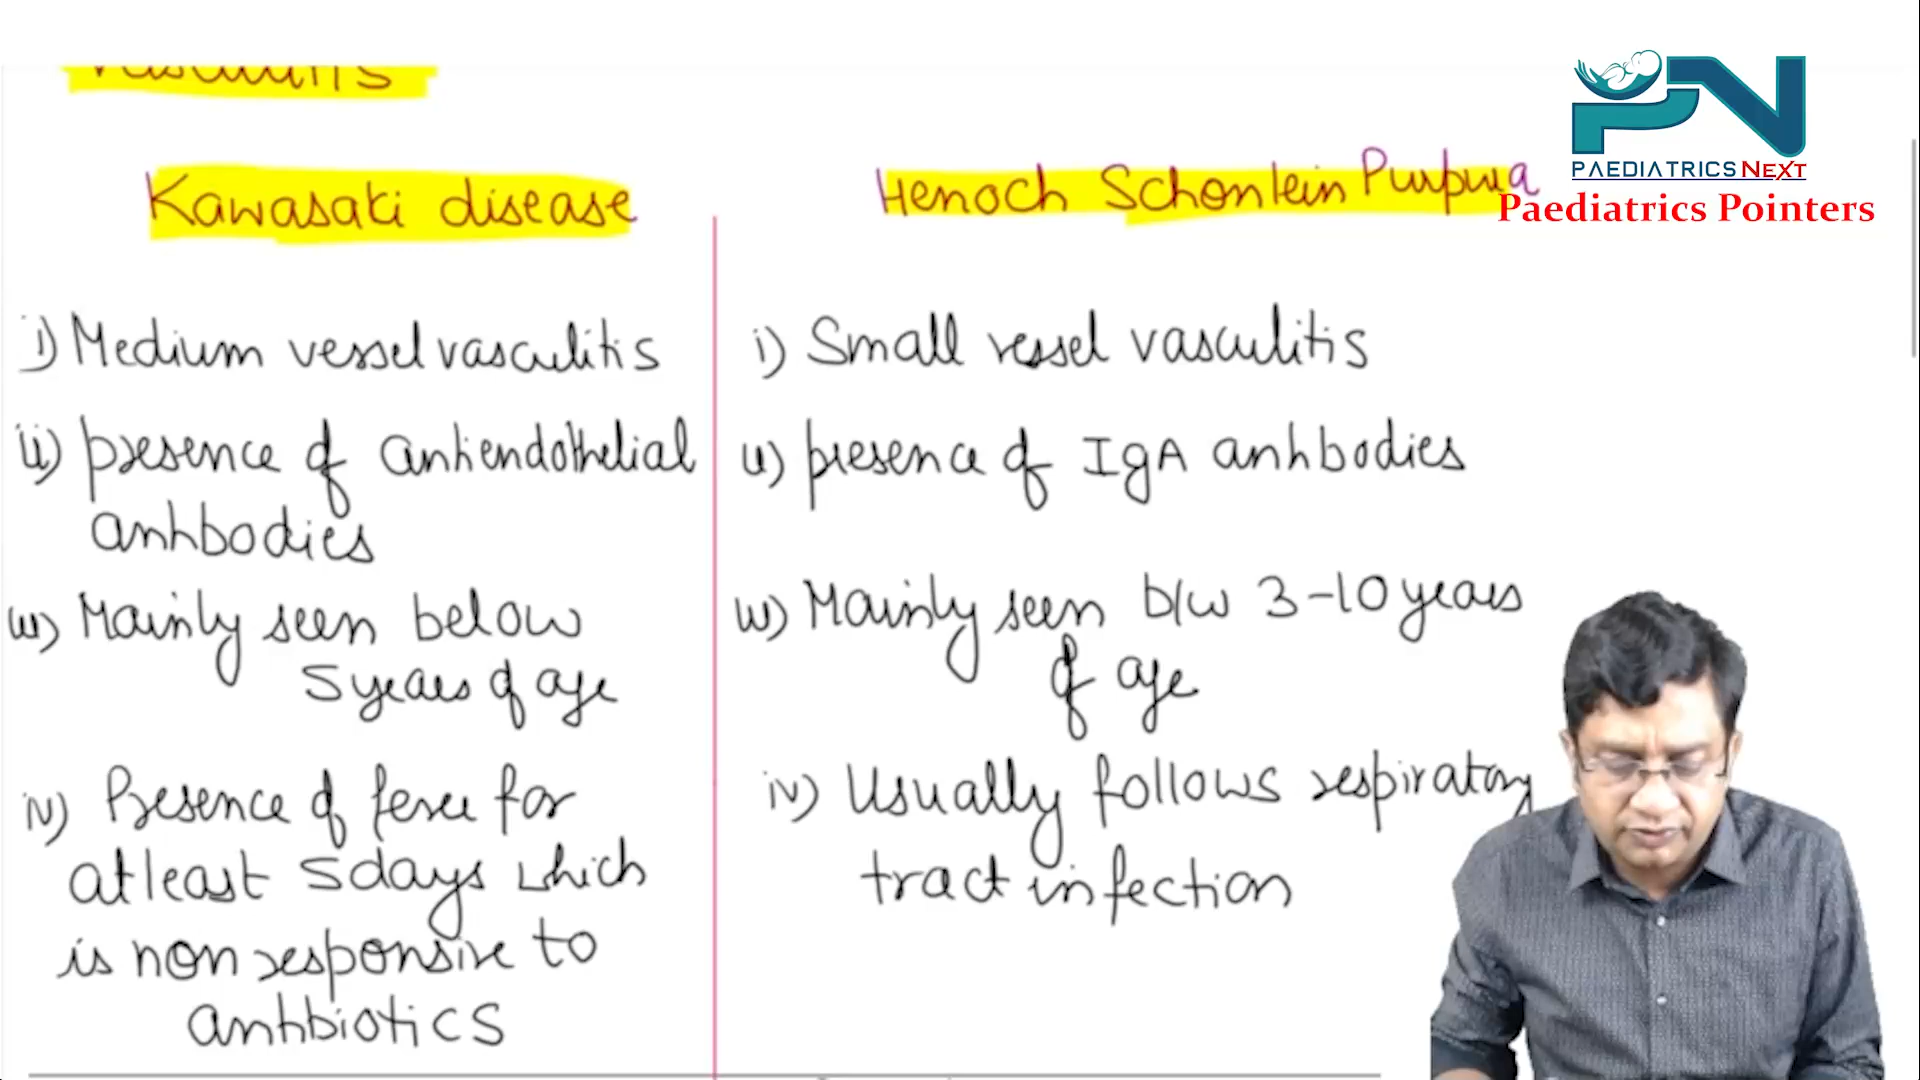 vasculitis
PN
PAEDIATRICS NEXT
Paediatrics Pointers
Kawasaki disease
i) Medium vessel vasculitis
ii) presence of antiendothelial
antibodies
iii) Mainly seen below
5 years of age
iv) Presence of fever for
atleast 5 days which
is non responsive to
antibiotics
Henoch Schonlein Purpura
i) Small vessel vasculitis
ii) presence of IgA antibodies
iii) Mainly seen b/w 3-10 years
of age
iv) Usually follows respiratory
tract infection